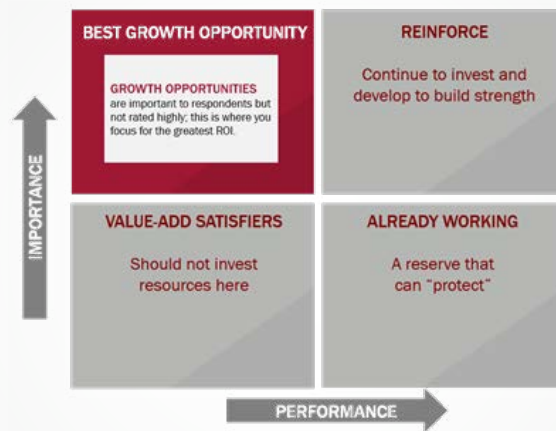 BEST GROWTH OPPORTUNITY
GROWTH OPPORTUNITIES
are important to respondents but
not rated highly; this is where you
focus for the greatest ROI.
REINFORCE
Continue to invest and
develop to build strength
IMPORTANCE
VALUE-ADD SATISFIERS
Should not invest
resources here
ALREADY WORKING
A reserve that
can “protect”
PERFORMANCE